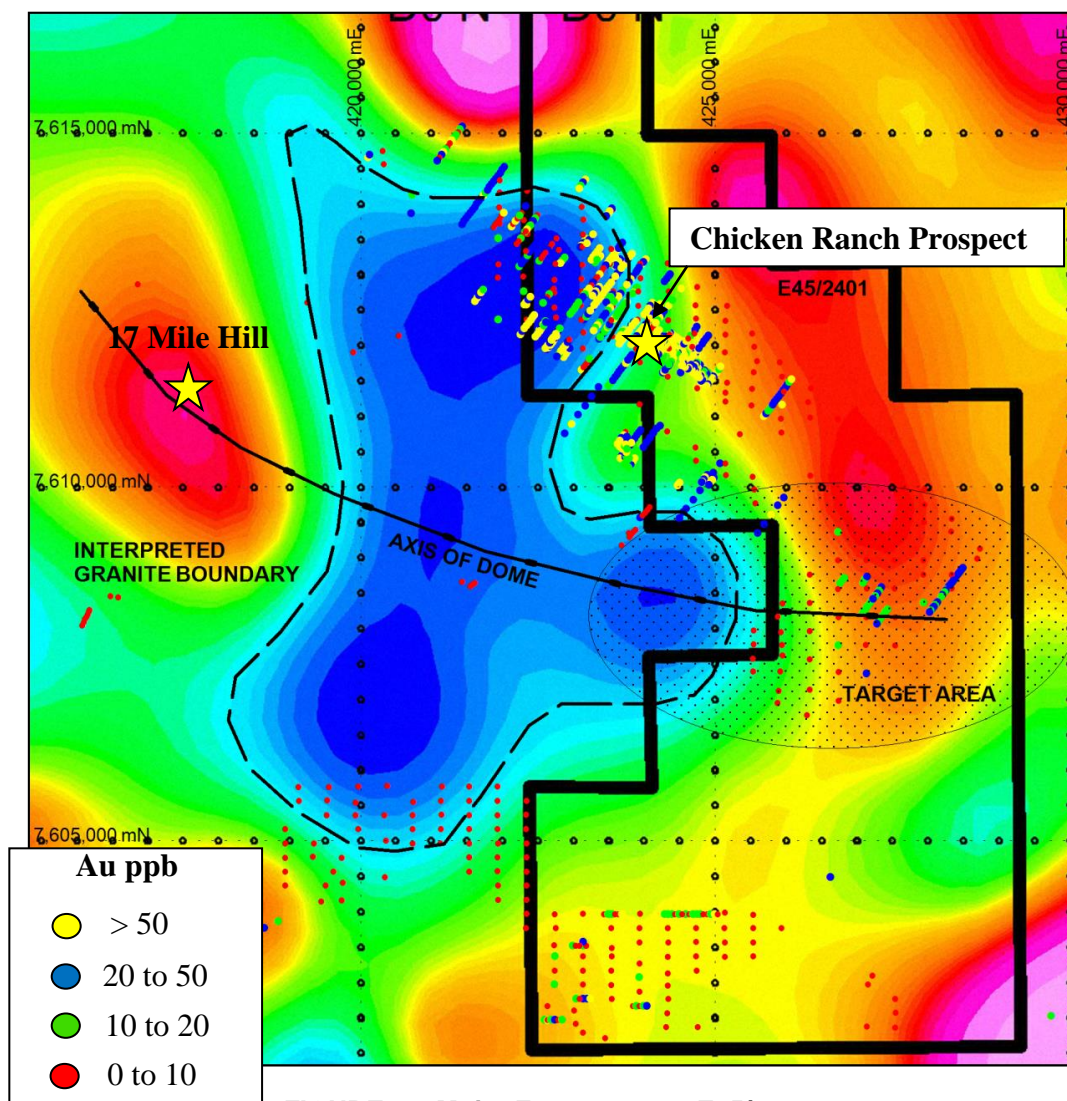 420,000 mE
425,000 mE
430,000 mE
7,615,000 mN
Chicken Ranch Prospect
E45/2401
17 Mile Hill
7,610,000 mN
INTERPRETED
GRANITE BOUNDARY
AXIS OF DOME
TARGET AREA
7,605,000 mN
Au ppb
> 50
20 to 50
10 to 20
0 to 10